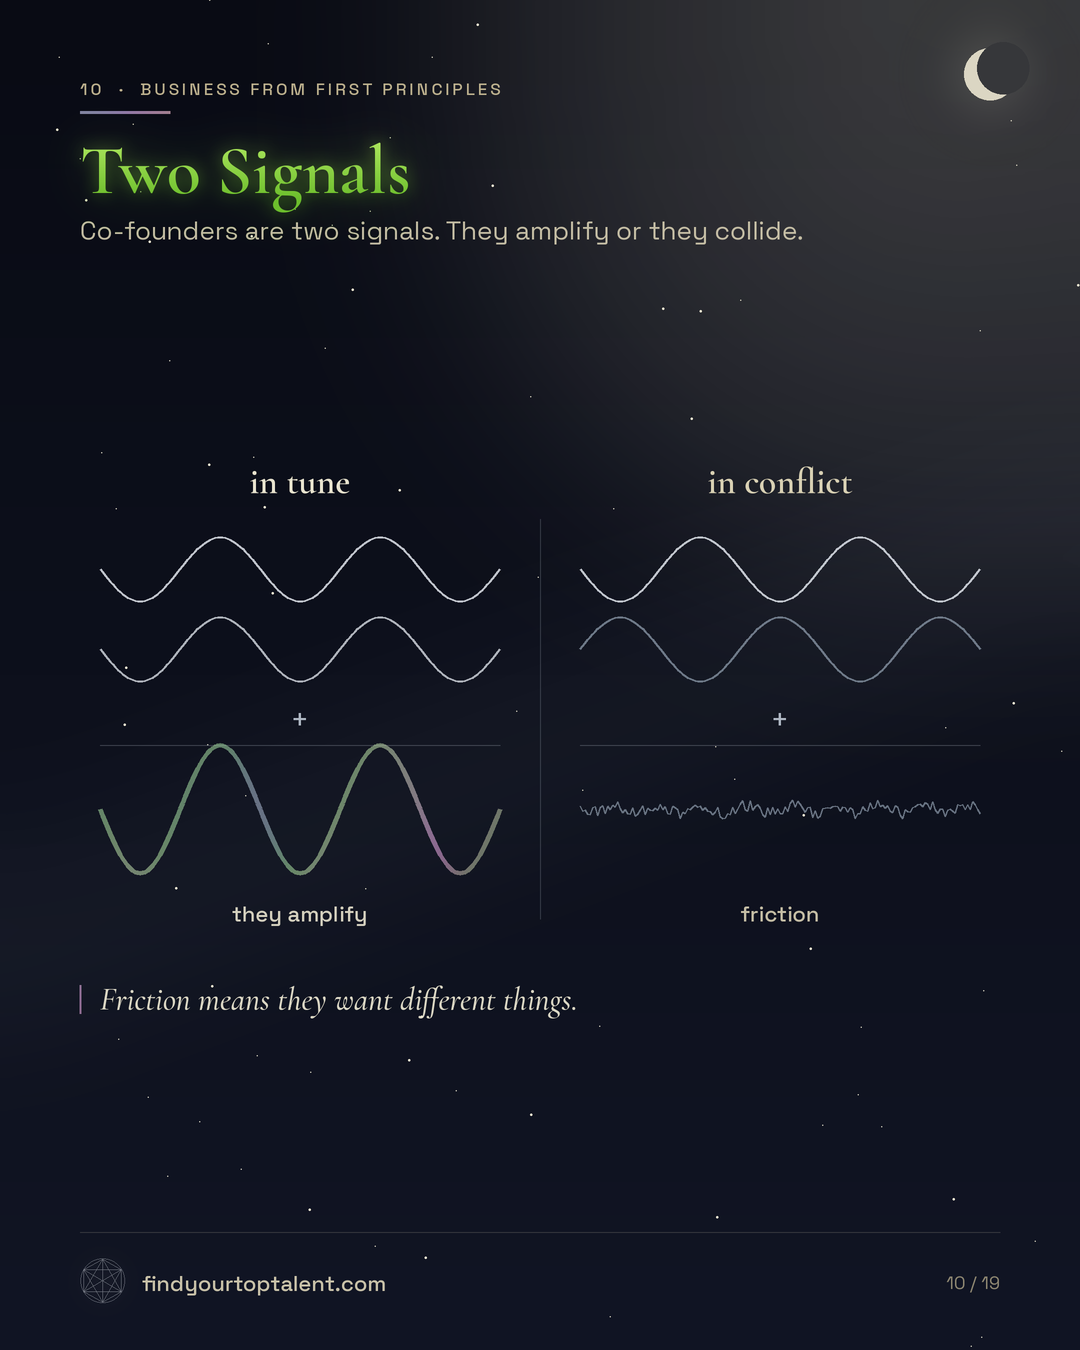 10 · BUSINESS FROM FIRST PRINCIPLES
Two Signals
Co-founders are two signals. They amplify or they collide.
in tune
in conflict
+
+
they amplify
friction
Friction means they want different things.
findyourtoptalent.com
10 / 19